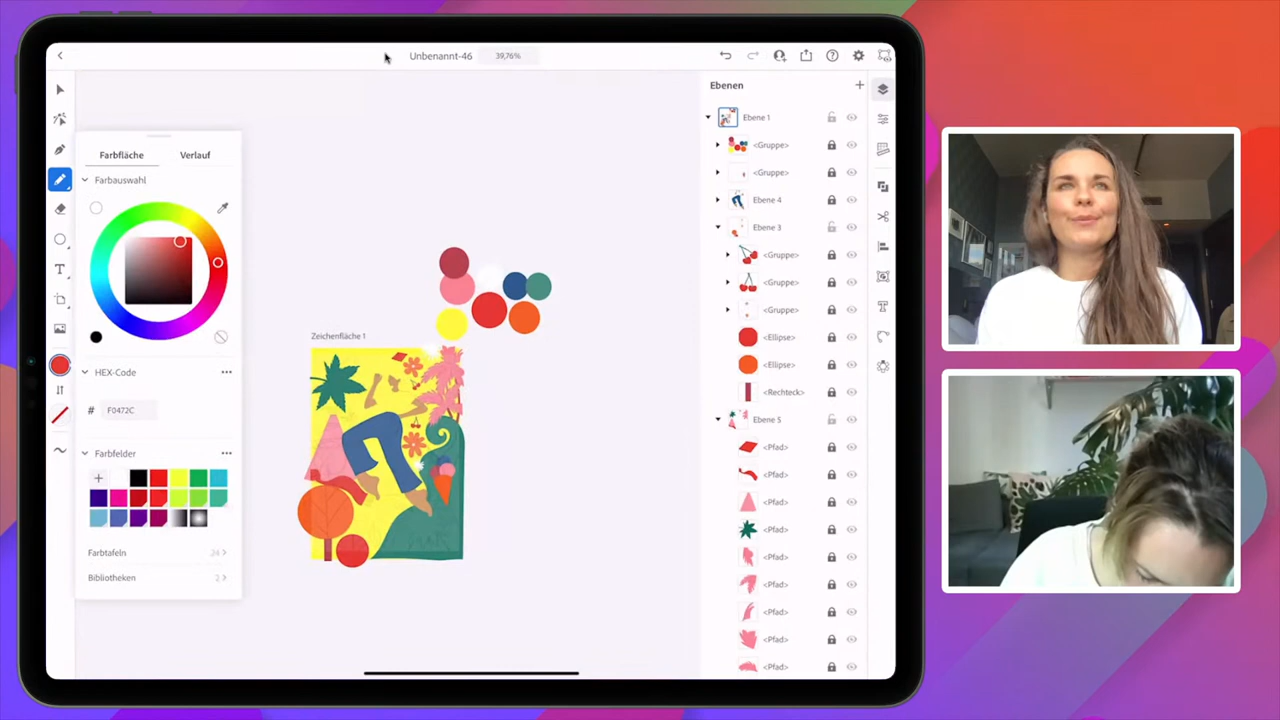 Unbenannt-46
39,76%
Farbfläche
Verlauf
Farbauswahl
HEX-Code
#
F0472C
Farbfelder
Farbtafeln
24
Bibliotheken
2
Zeichenfläche 1
Ebenen
Ebene 1
<Gruppe>
<Gruppe>
Ebene 4
Ebene 3
<Gruppe>
<Gruppe>
<Gruppe>
<Ellipse>
<Ellipse>
<Rechteck>
Ebene 5
<Pfad>
<Pfad>
<Pfad>
<Pfad>
<Pfad>
<Pfad>
<Pfad>
<Pfad>
<Pfad>